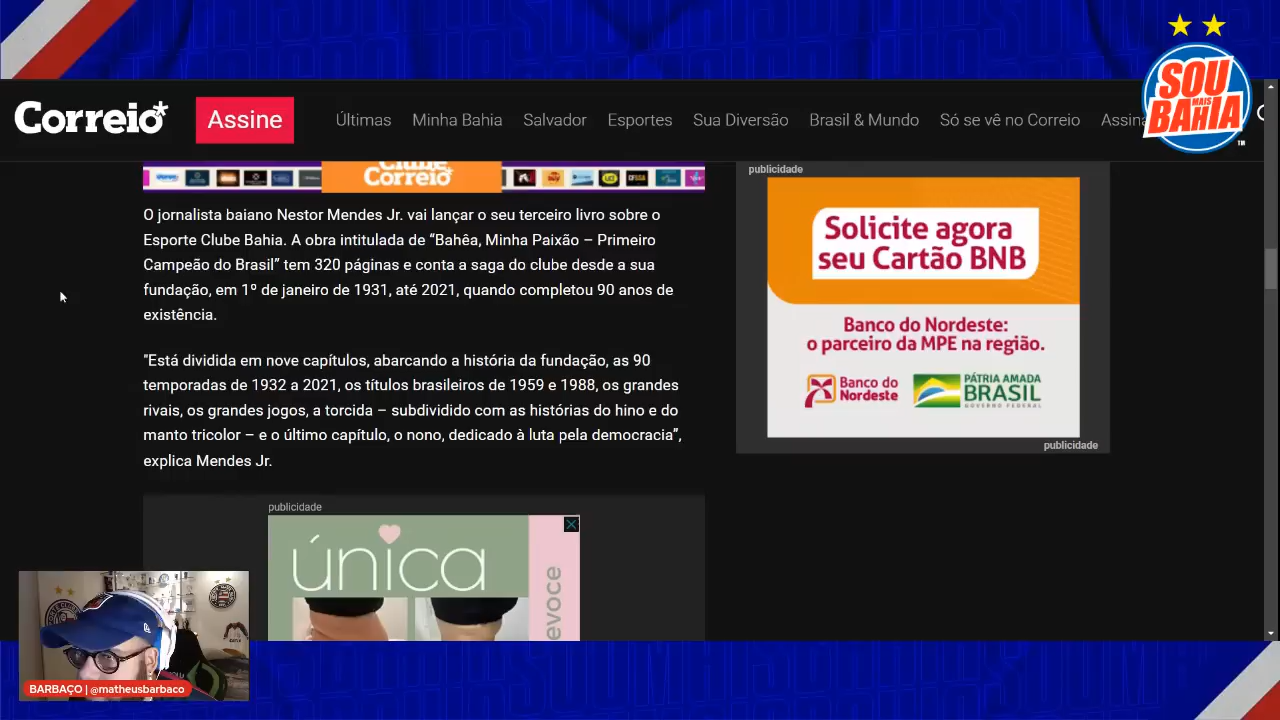 Correio*
Assine
Últimas
Minha Bahia
Salvador
Esportes
Sua Diversão
Brasil & Mundo
Só se vê no Correio
SOU
MAIS
BAHIA
TM
Clube
Correio*
O jornalista baiano Nestor Mendes Jr. vai lançar o seu terceiro livro sobre o
Esporte Clube Bahia. A obra intitulada de “Bahêa, Minha Paixão – Primeiro
Campeão do Brasil” tem 320 páginas e conta a saga do clube desde a sua
fundação, em 1º de janeiro de 1931, até 2021, quando completou 90 anos de
existência.
"Está dividida em nove capítulos, abarcando a história da fundação, as 90
temporadas de 1932 a 2021, os títulos brasileiros de 1959 e 1988, os grandes
rivais, os grandes jogos, a torcida – subdividido com as histórias do hino e do
manto tricolor – e o último capítulo, o nono, dedicado à luta pela democracia”,
explica Mendes Jr.
publicidade
única
evoce
publicidade
Solicite agora
seu Cartão BNB
Banco do Nordeste:
o parceiro da MPE na região.
Banco do
Nordeste
PÁTRIA AMADA
BRASIL
GOVERNO FEDERAL
publicidade
BARBAÇO | @matheusbarbaco